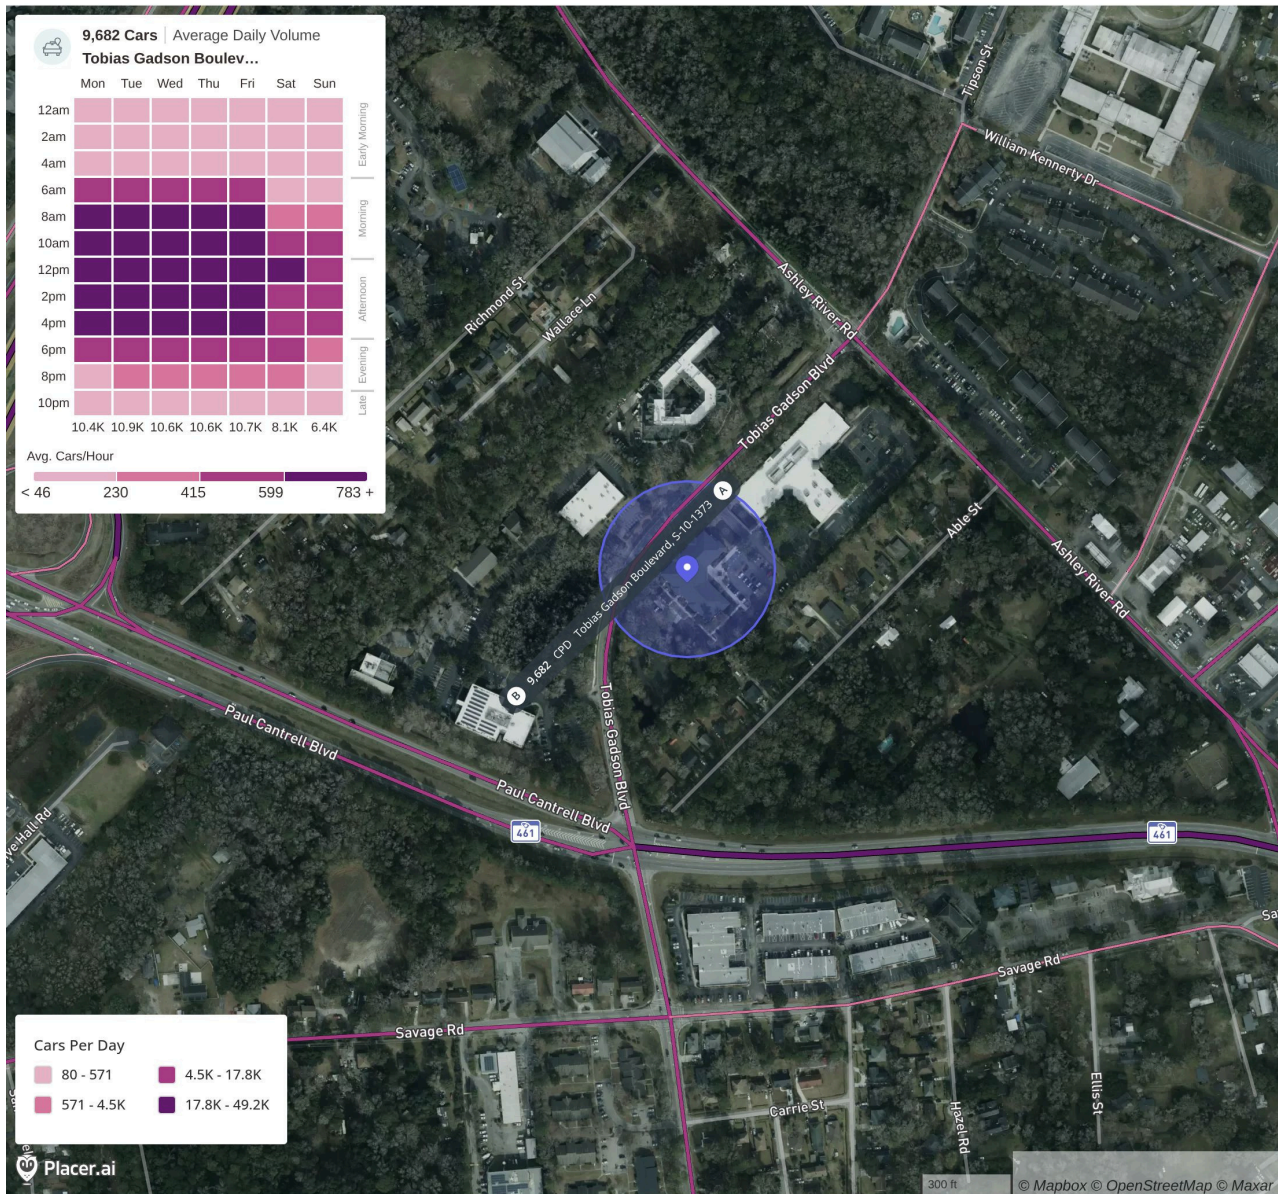 9,682 Cars | Average Daily Volume
Tobias Gadson Boulev…
Mon Tue Wed Thu Fri Sat Sun
12am
2am
4am
6am
8am
10am
12pm
2pm
4pm
6pm
8pm
10pm
Early Morning
Morning
Afternoon
Evening
Late
10.4K 10.9K 10.6K 10.6K 10.7K 8.1K 6.4K
Avg. Cars/Hour
< 46 230 415 599 783 +
Tipson St
William Kennerty Dr
Richmond St
Wallace Ln
Ashley River Rd
Tobias Gadson Blvd
A
9,682 CPD Tobias Gadson Boulevard, S-10-1373
B
Able St
Ashley River Rd
Tobias Gadson Blvd
Paul Cantrell Blvd
Paul Cantrell Blvd
461
461
ve Hall Rd
Sa
Savage Rd
Savage Rd
Carrie St
Hazel Rd
Ellis St
Cars Per Day
80 - 571
4.5K - 17.8K
571 - 4.5K
17.8K - 49.2K
Placer.ai
300 ft
© Mapbox © OpenStreetMap © Maxar